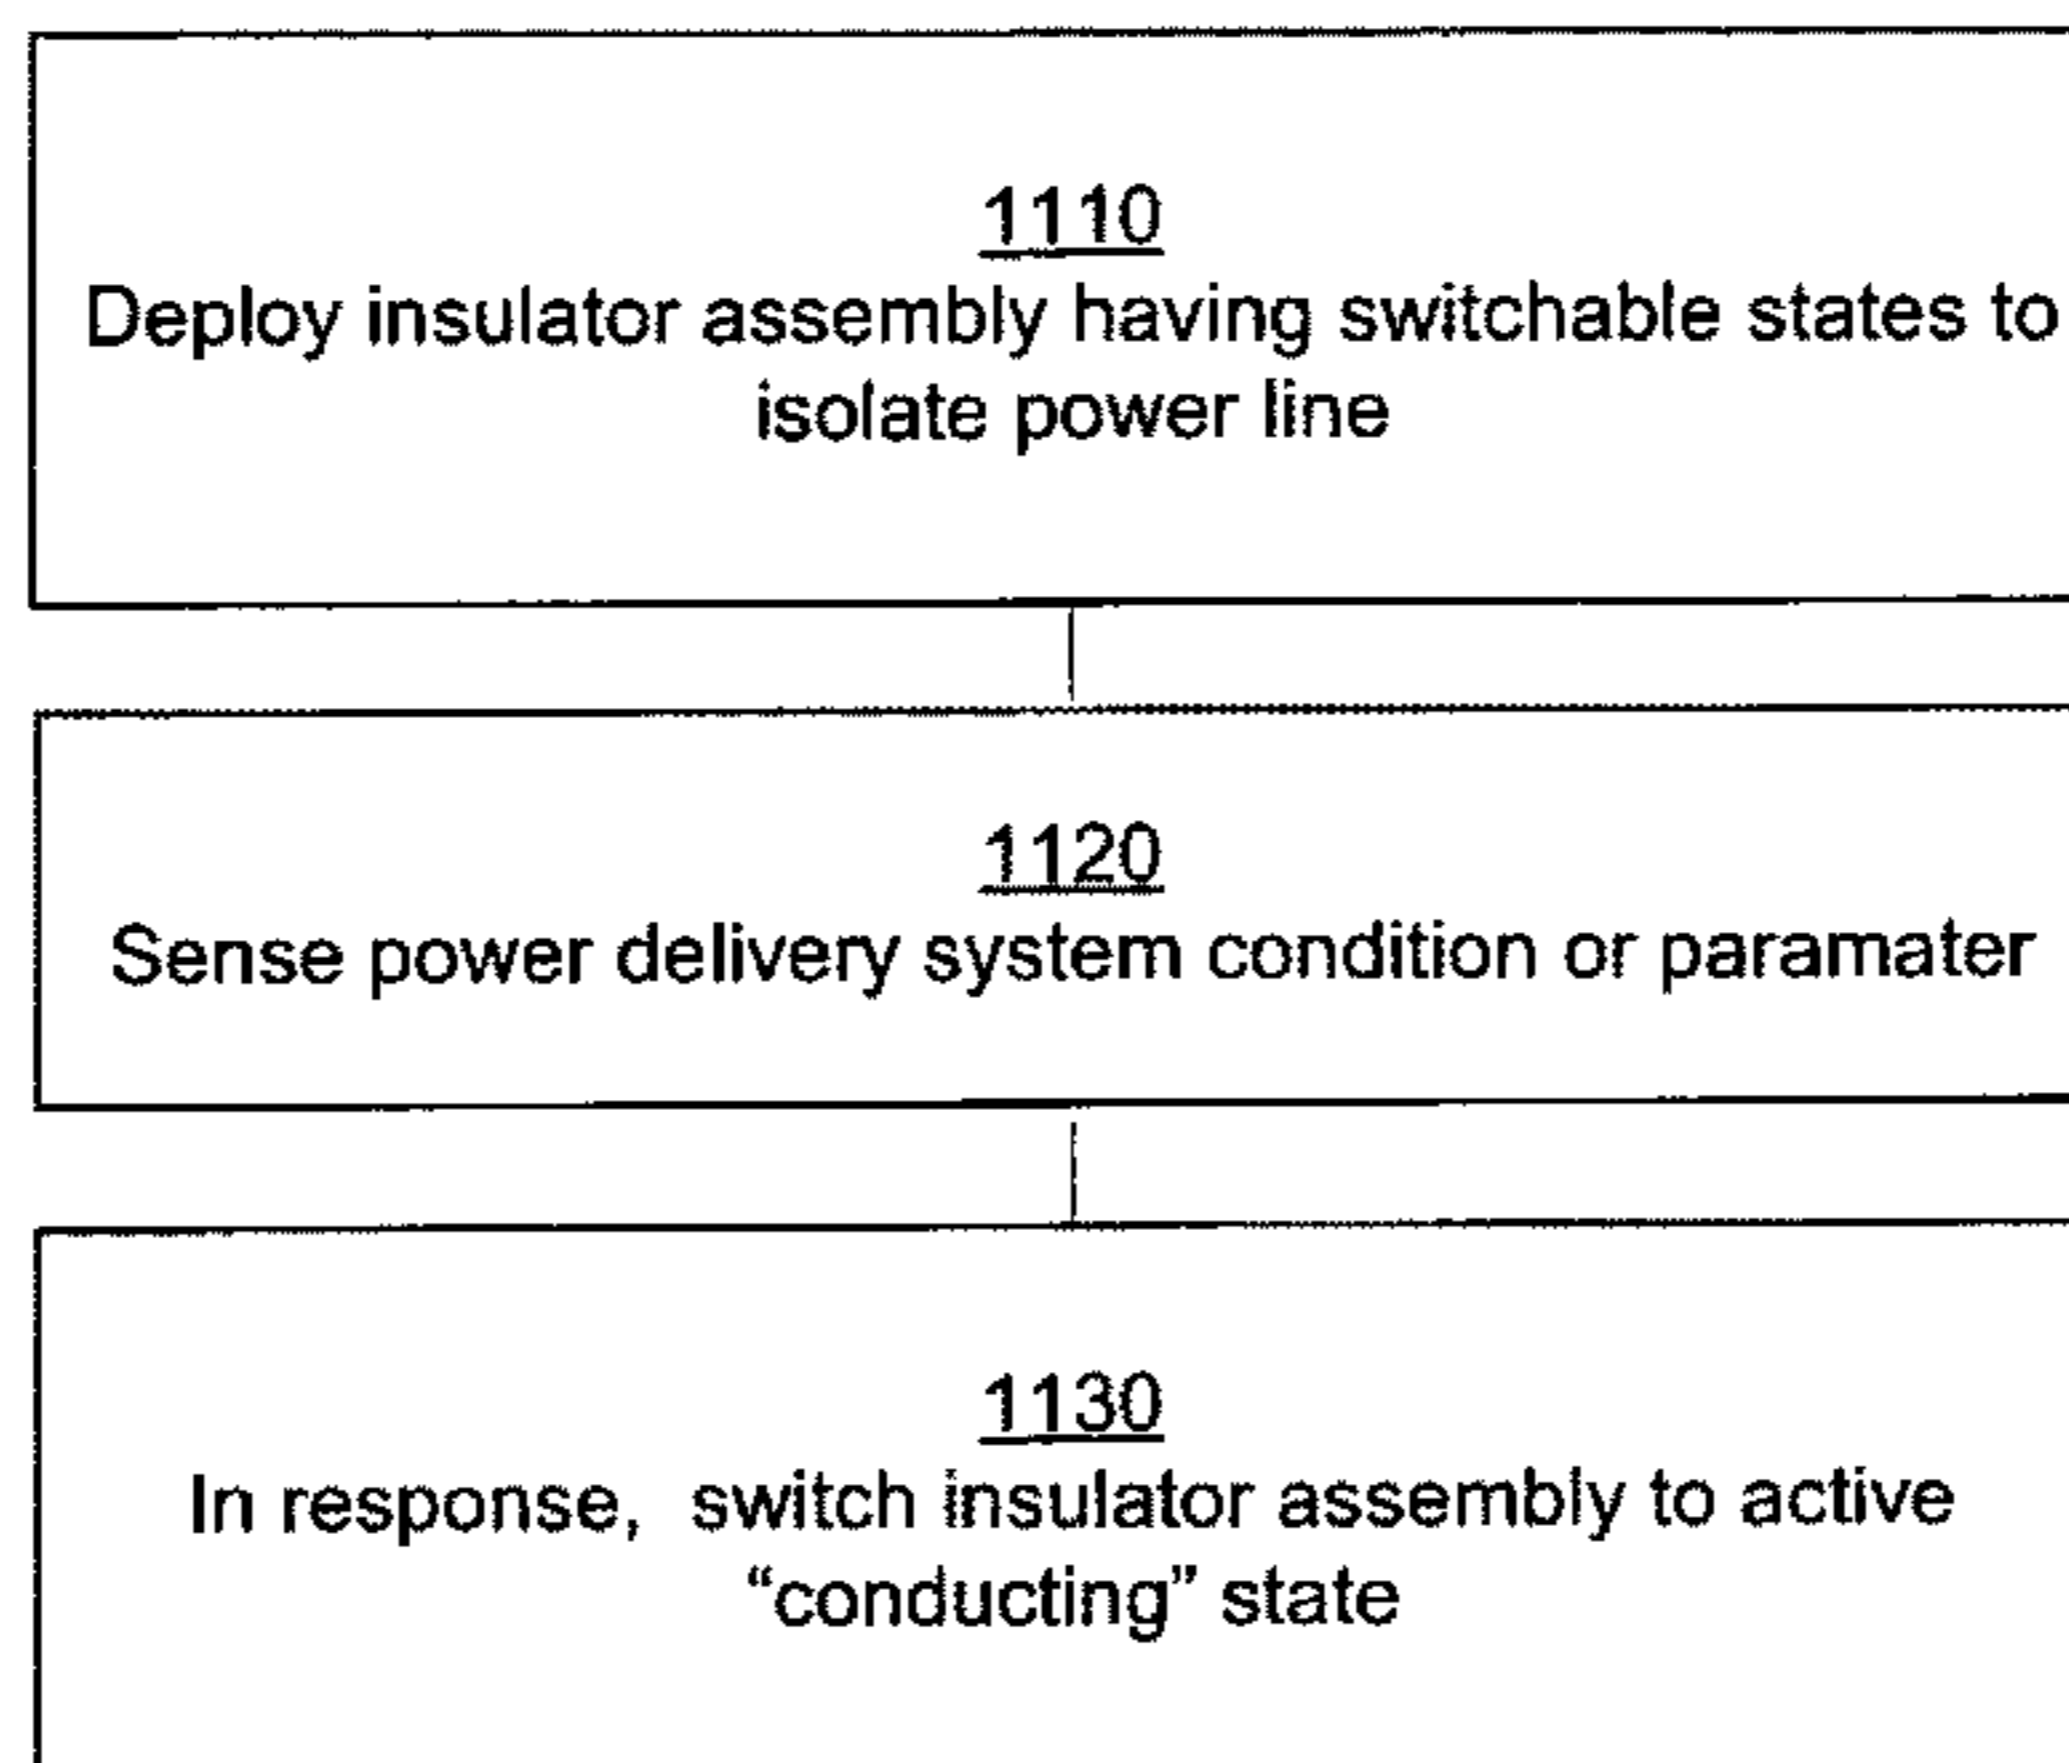 1110
Deploy insulator assembly having switchable states to
isolate power line
1120
Sense power delivery system condition or paramater
1130
In response, switch insulator assembly to active
“conducting” state